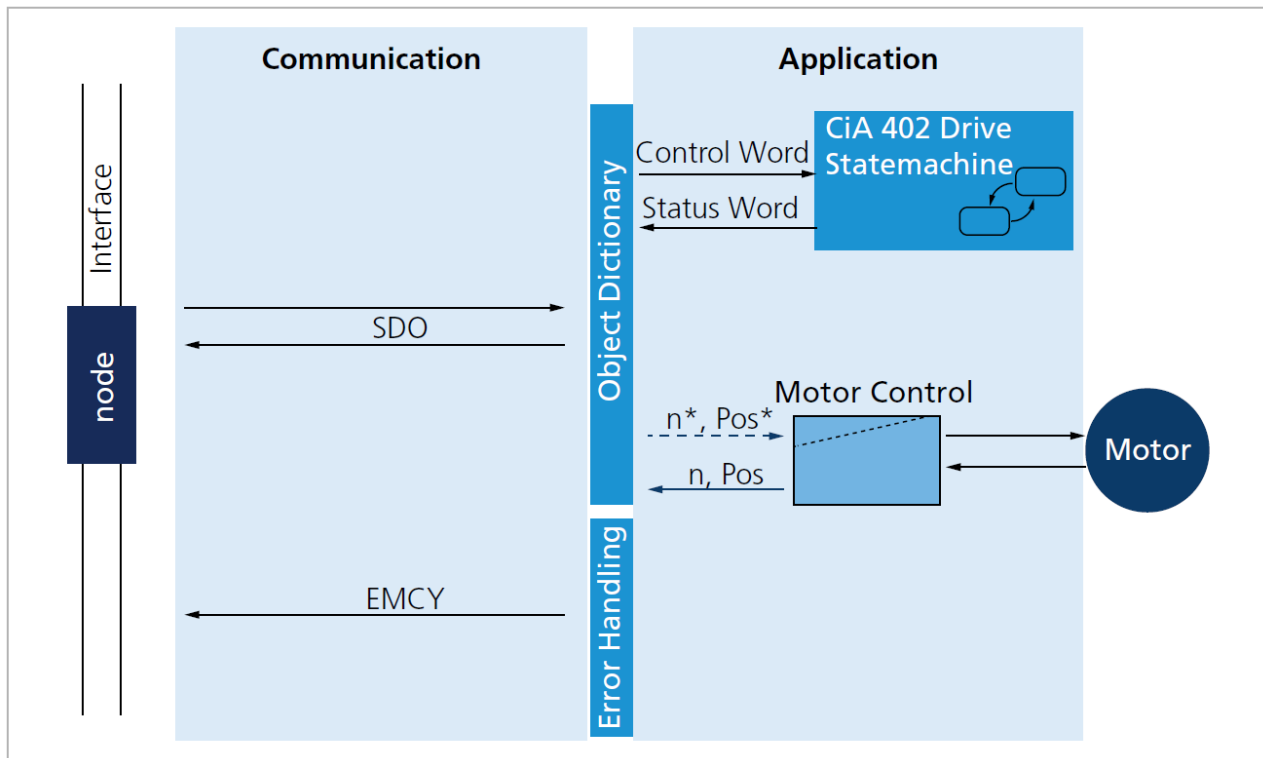 Communication
Application
Interface
node
SDO
EMCY
Object Dictionary
Error Handling
Control Word
Status Word
CiA 402 Drive
Statemachine
Motor Control
n*, Pos*
n, Pos
Motor